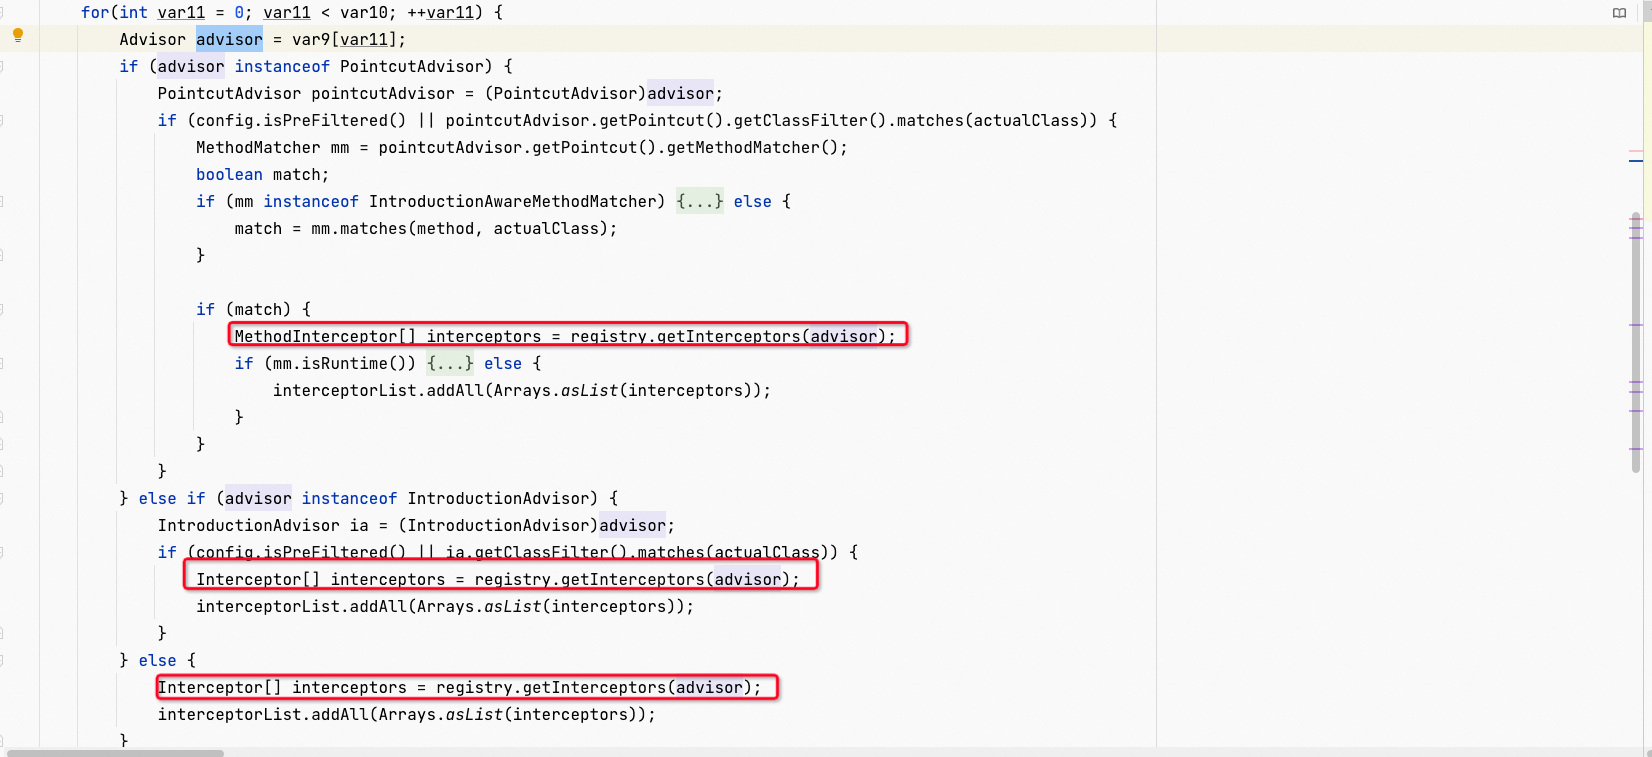 for(int var11 = 0; var11 < var10; ++var11) {
Advisor advisor = var9[var11];
if (advisor instanceof PointcutAdvisor) {
PointcutAdvisor pointcutAdvisor = (PointcutAdvisor)advisor;
if (config.isPreFiltered() || pointcutAdvisor.getPointcut().getClassFilter().matches(actualClass)) {
MethodMatcher mm = pointcutAdvisor.getPointcut().getMethodMatcher();
boolean match;
if (mm instanceof IntroductionAwareMethodMatcher) {...} else {
match = mm.matches(method, actualClass);
}
if (match) {
MethodInterceptor[] interceptors = registry.getInterceptors(advisor);
if (mm.isRuntime()) {...} else {
interceptorList.addAll(Arrays.asList(interceptors));
}
}
}
} else if (advisor instanceof IntroductionAdvisor) {
IntroductionAdvisor ia = (IntroductionAdvisor)advisor;
if (config.isPreFiltered() || ia.getClassFilter().matches(actualClass)) {
Interceptor[] interceptors = registry.getInterceptors(advisor);
interceptorList.addAll(Arrays.asList(interceptors));
}
} else {
Interceptor[] interceptors = registry.getInterceptors(advisor);
interceptorList.addAll(Arrays.asList(interceptors));
}